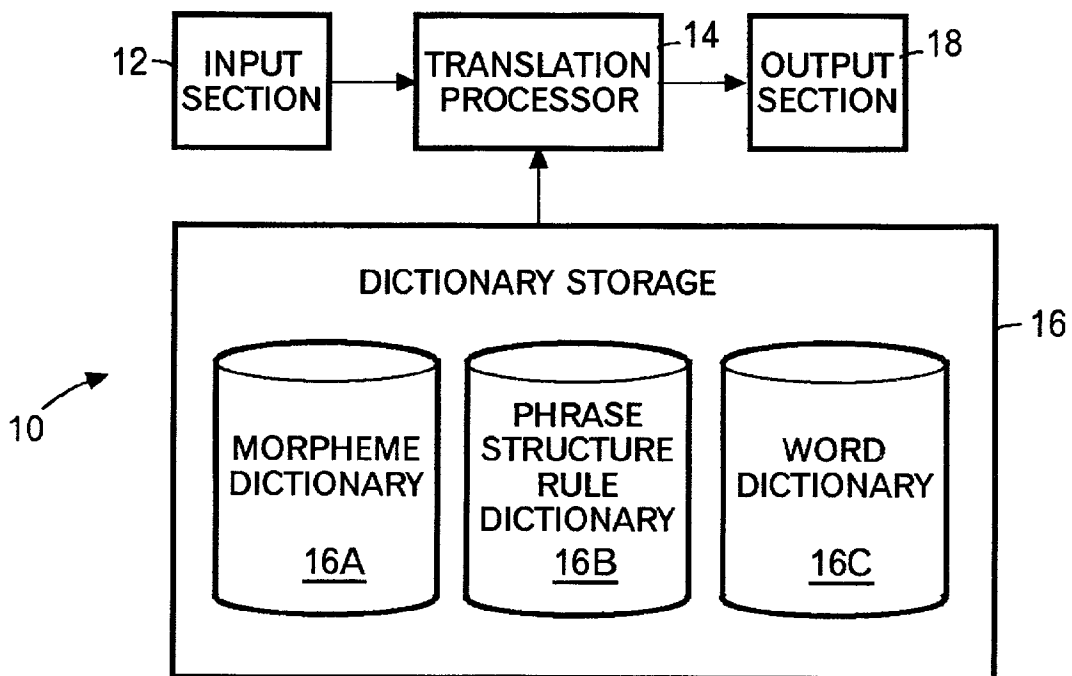 12
INPUT
SECTION
14
TRANSLATION
PROCESSOR
18
OUTPUT
SECTION
DICTIONARY STORAGE
16
10
MORPHEME
DICTIONARY
16A
PHRASE
STRUCTURE
RULE
DICTIONARY
16B
WORD
DICTIONARY
16C